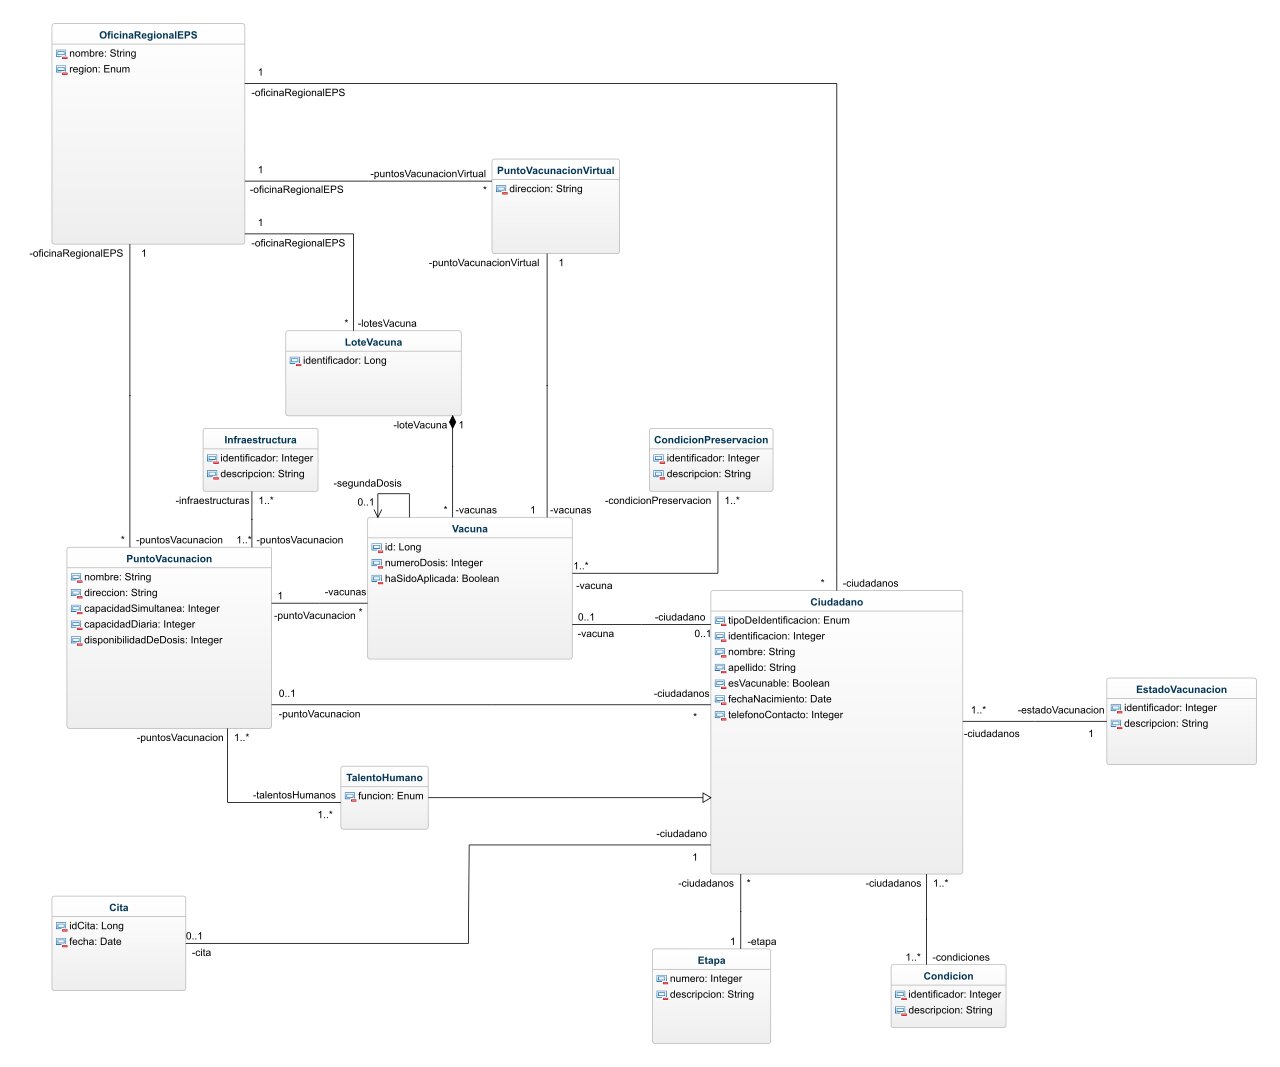 OficinaRegionalEPS
nombre: String
region: Enum
1
-oficinaRegionalEPS
1
-puntosVacunacionVirtual
-oficinaRegionalEPS
*
PuntoVacunacionVirtual
direccion: String
1
-oficinaRegionalEPS
-oficinaRegionalEPS
1
-puntoVacunacionVirtual
1
*
-lotesVacuna
LoteVacuna
identificador: Long
-loteVacuna
1
Infraestructura
identificador: Integer
descripcion: String
-infraestructuras
1..*
CondicionPreservacion
identificador: Integer
descripcion: String
-condicionPreservacion
1..*
-segundaDosis
0..1
*
-vacunas
1
-vacunas
*
-puntosVacunacion
1..*
-puntosVacunacion
Vacuna
id: Long
numeroDosis: Integer
haSidoAplicada: Boolean
1..*
-vacuna
PuntoVacunacion
nombre: String
direccion: String
capacidadSimultanea: Integer
capacidadDiaria: Integer
disponibilidadDeDosis: Integer
1
-vacunas
-puntoVacunacion
*
0..1
-ciudadano
-vacuna
0..1
*
-ciudadanos
Ciudadano
tipoDeIdentificacion: Enum
identificacion: Integer
nombre: String
apellido: String
esVacunable: Boolean
fechaNacimiento: Date
telefonoContacto: Integer
0..1
-ciudadanos
-puntoVacunacion
*
1..*
-estadoVacunacion
-ciudadanos
1
EstadoVacunacion
identificador: Integer
descripcion: String
-puntosVacunacion
1..*
-talentosHumanos
1..*
TalentoHumano
funcion: Enum
-ciudadano
1
Cita
idCita: Long
fecha: Date
0..1
-cita
-ciudadanos
*
1
-etapa
Etapa
numero: Integer
descripcion: String
-ciudadanos
1..*
1..*
-condiciones
Condicion
identificador: Integer
descripcion: String